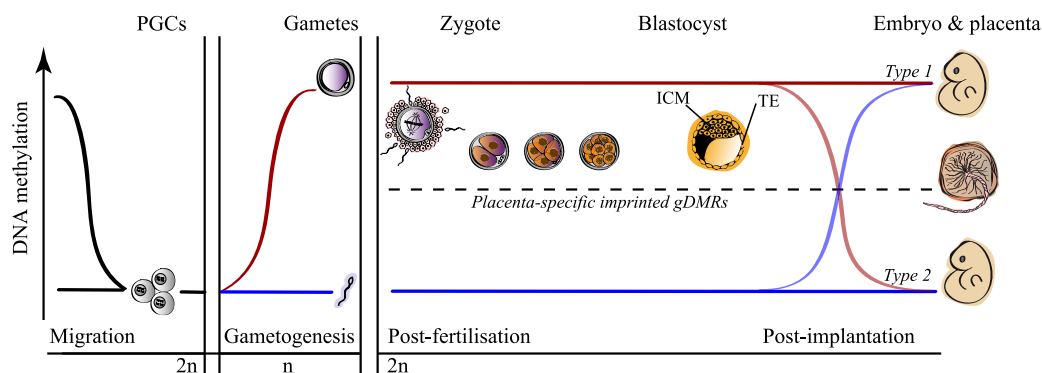 PGCs
Gametes
Zygote
Blastocyst
Embryo & placenta
DNA methylation
Type 1
ICM
TE
Placenta-specific imprinted gDMRs
Type 2
Migration
Gametogenesis
Post-fertilisation
Post-implantation
2n
n
2n